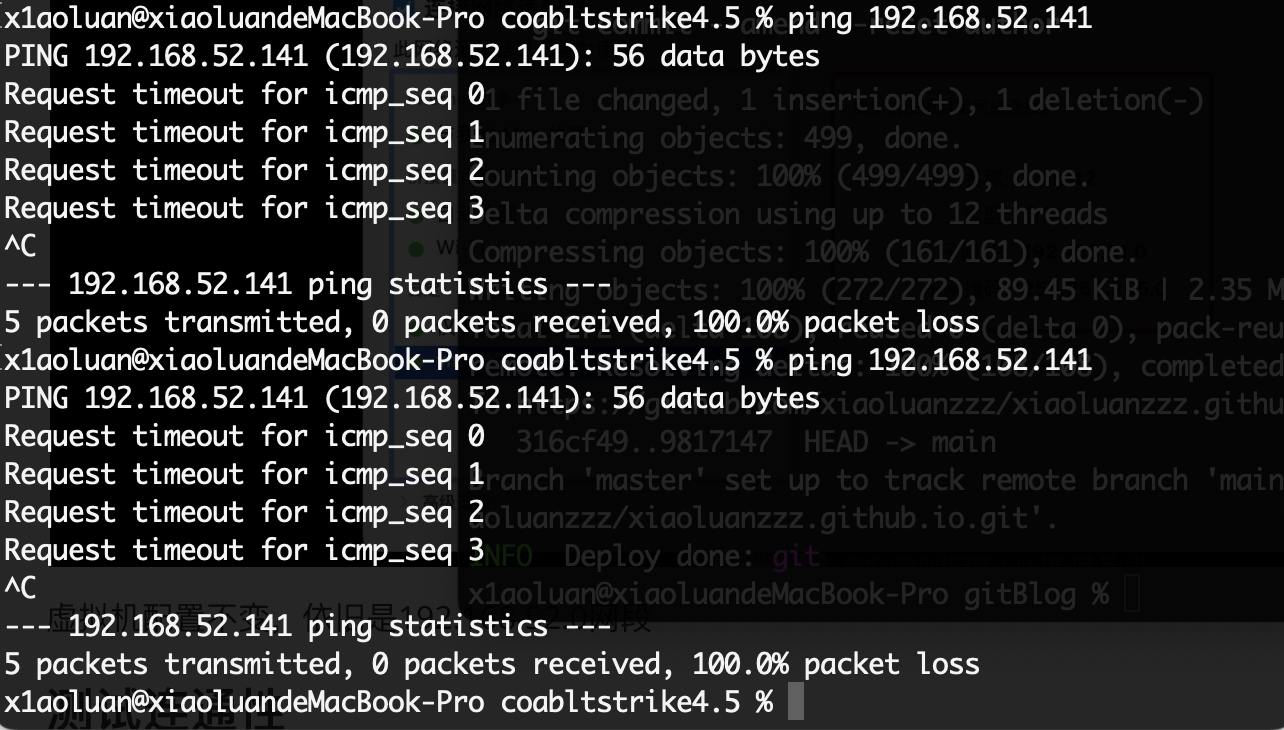 x1aoluan@xiaoluandeMacBook-Pro coabltstrike4.5 % ping 192.168.52.141
PING 192.168.52.141 (192.168.52.141): 56 data bytes
Request timeout for icmp_seq 0
Request timeout for icmp_seq 1
Request timeout for icmp_seq 2
Request timeout for icmp_seq 3
^C
--- 192.168.52.141 ping statistics ---
5 packets transmitted, 0 packets received, 100.0% packet loss
x1aoluan@xiaoluandeMacBook-Pro coabltstrike4.5 % ping 192.168.52.141
PING 192.168.52.141 (192.168.52.141): 56 data bytes
Request timeout for icmp_seq 0
Request timeout for icmp_seq 1
Request timeout for icmp_seq 2
Request timeout for icmp_seq 3
^C
--- 192.168.52.141 ping statistics ---
5 packets transmitted, 0 packets received, 100.0% packet loss
x1aoluan@xiaoluandeMacBook-Pro coabltstrike4.5 %
git commit --amend --reset-author
1 file changed, 1 insertion(+), 1 deletion(-)
Enumerating objects: 499, done.
Counting objects: 100% (499/499), done.
Delta compression using up to 12 threads
Compressing objects: 100% (161/161), done.
objects: 100% (272/272), 89.45 KiB | 2.35 M
(delta 0), pack-reu
completed
xiaoluanzzz/xiaoluanzzz.githu
316cf49..9817147 HEAD -> main
Branch 'master' set up to track remote branch 'main
oluanzzz/xiaoluanzzz.github.io.git'.
INFO Deploy done: git
x1aoluan@xiaoluandeMacBook-Pro gitBlog %
虚拟机配置不变，依旧是192
网段
测试连通性